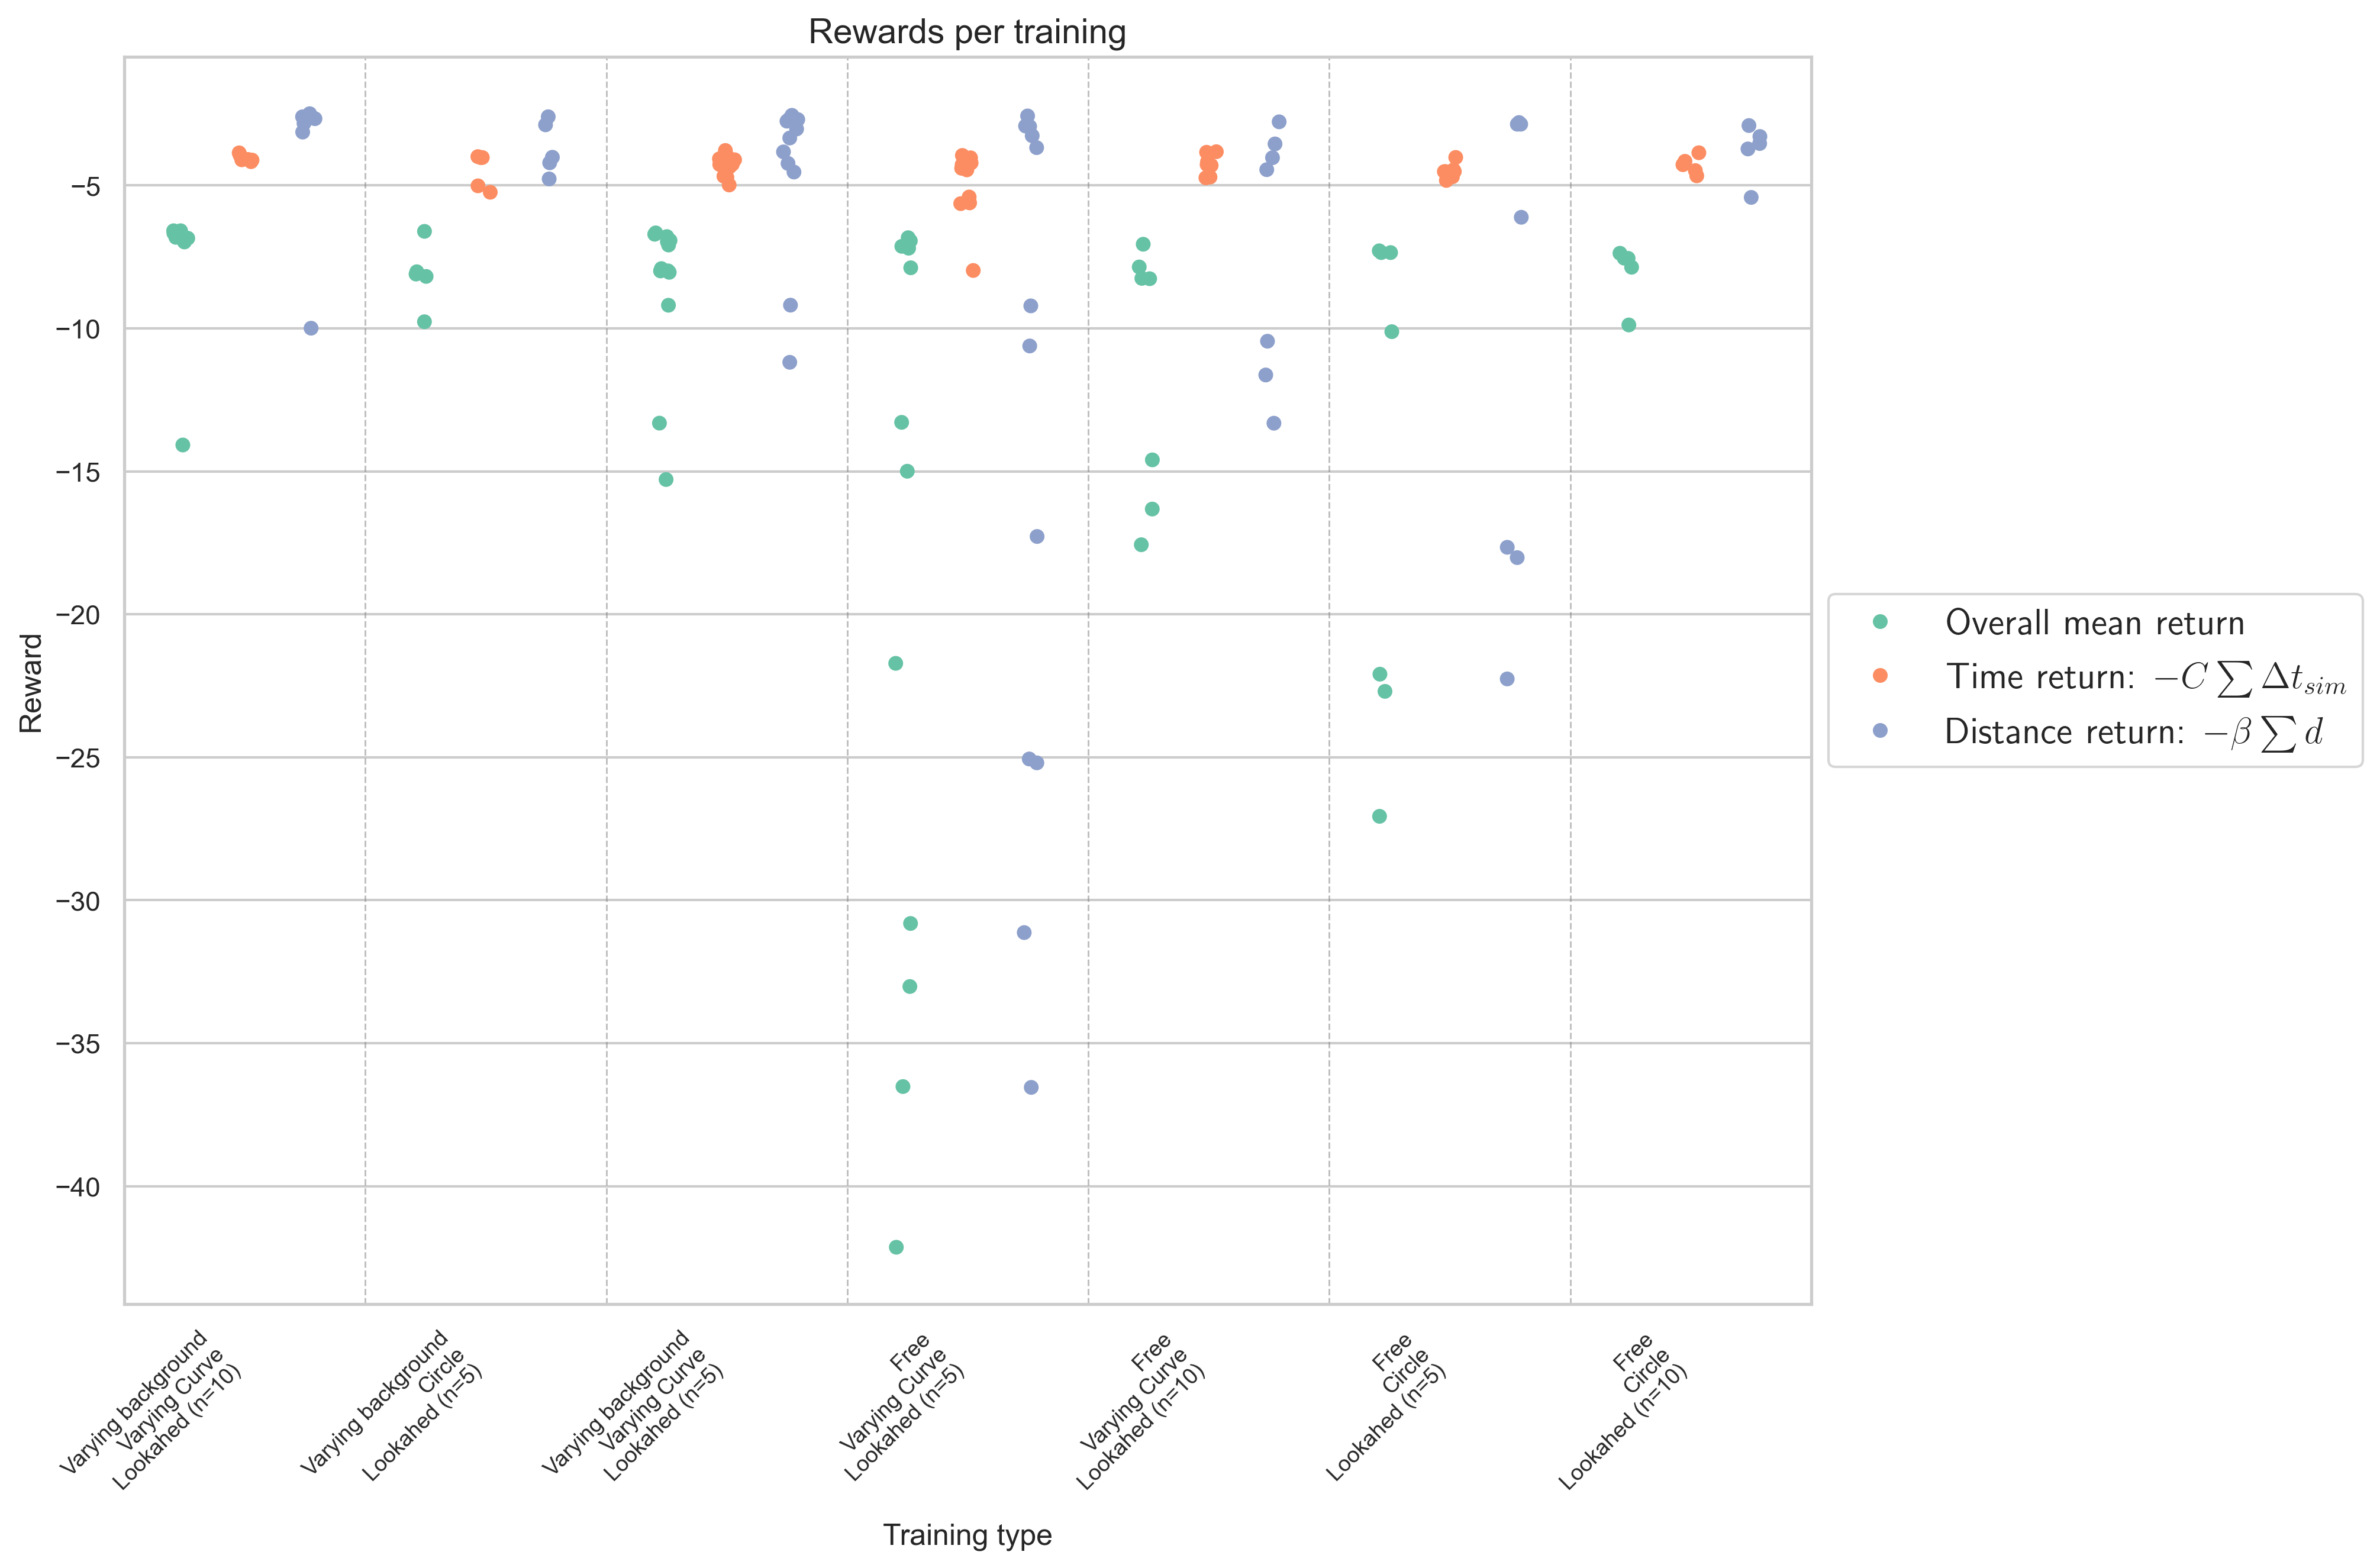 Rewards per training
Reward
−5
−10
−15
−20
−25
−30
−35
−40
Varying background
Varying Curve
Lookahed (n=10)
Varying background
Circle
Lookahed (n=5)
Varying background
Varying Curve
Lookahed (n=5)
Free
Varying Curve
Lookahed (n=5)
Free
Varying Curve
Lookahed (n=10)
Free
Circle
Lookahed (n=5)
Free
Circle
Lookahed (n=10)
Training type
Overall mean return
Time return: −C ∑ Δt_sim
Distance return: −β ∑ d